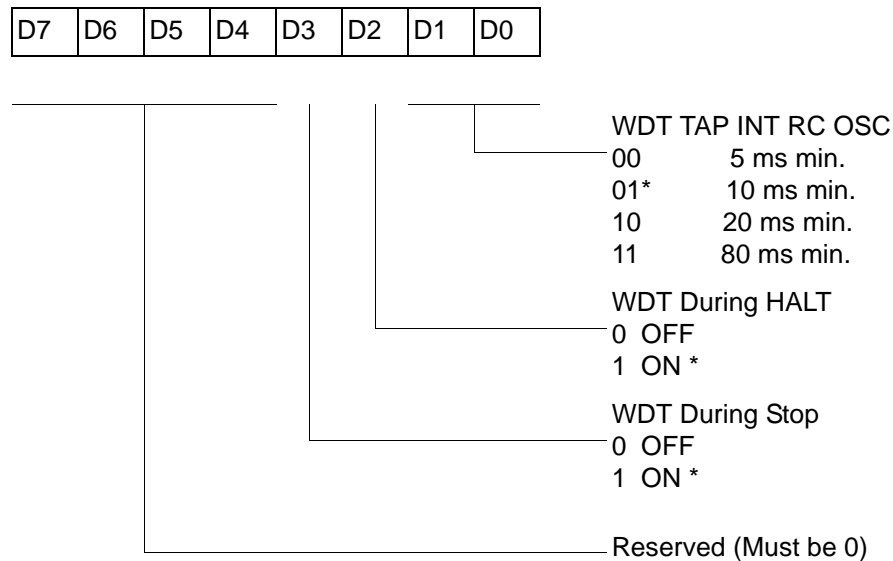 D7 D6 D5 D4 D3 D2 D1 D0
WDT TAP INT RC OSC
00 5 ms min.
01* 10 ms min.
10 20 ms min.
11 80 ms min.
WDT During HALT
0 OFF
1 ON *
WDT During Stop
0 OFF
1 ON *
Reserved (Must be 0)